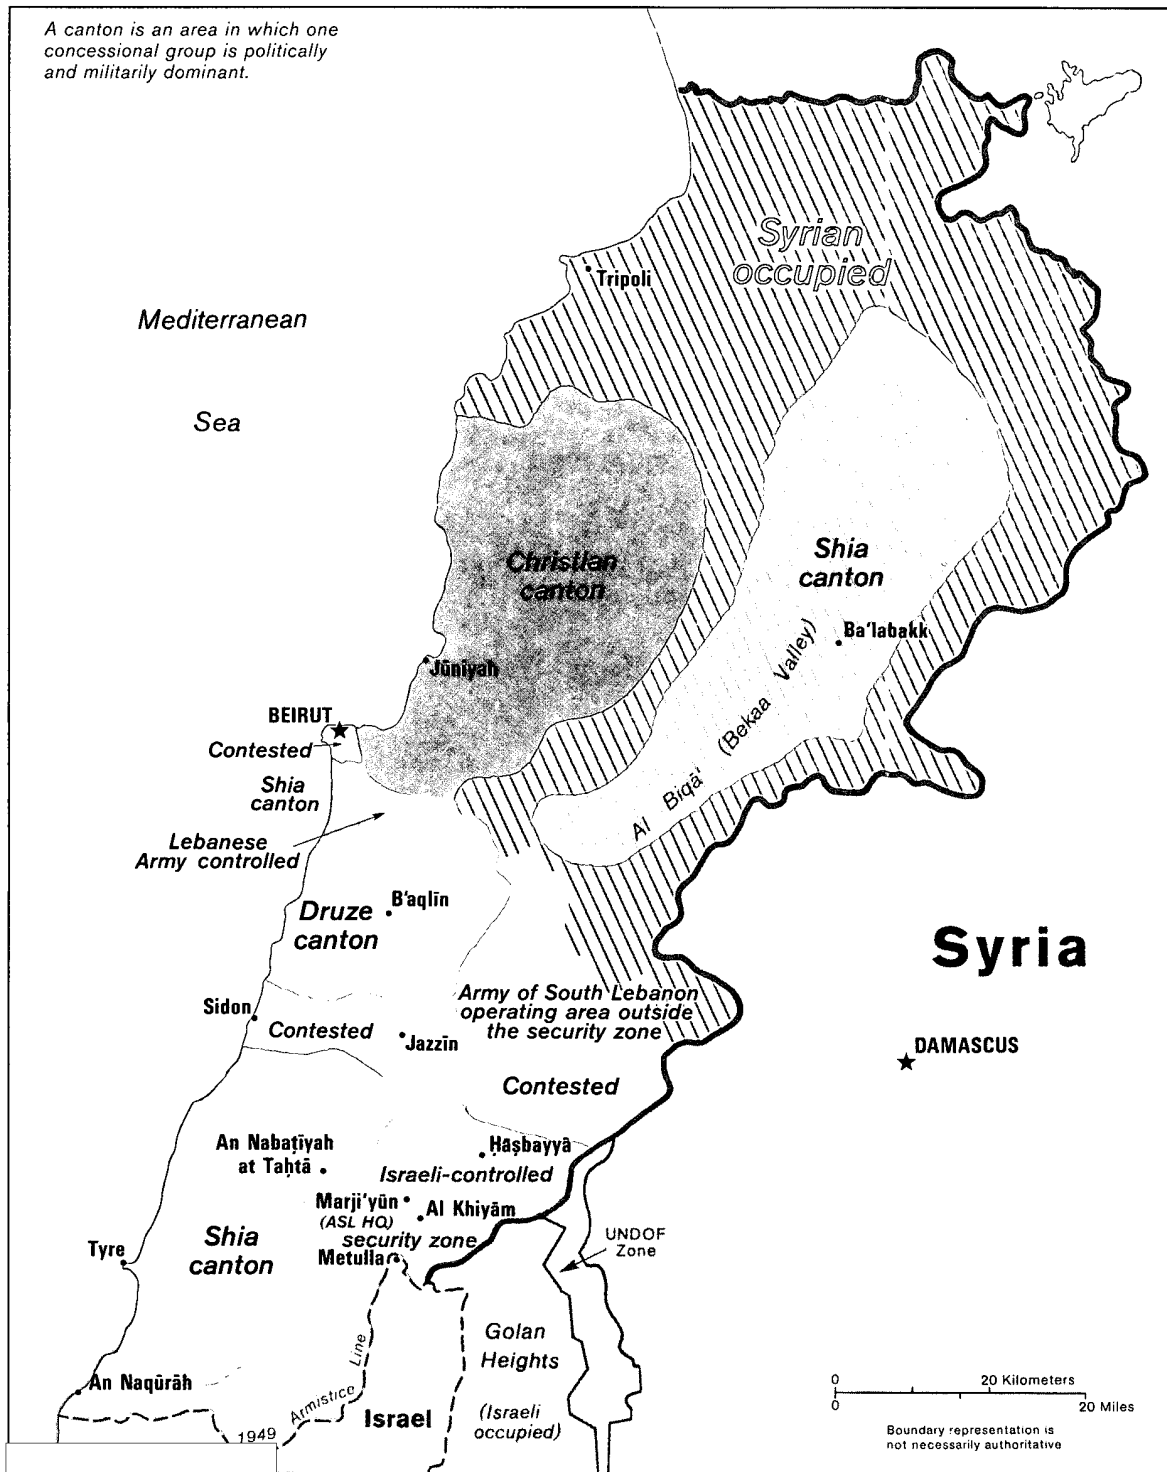 A canton is an area in which one
concessional group is politically
and militarily dominant.
Syrian
occupied
Tripoli
Mediterranean
Sea
Christian
canton
Shia
canton
Ba'labakk
Al Biqā' (Bekaa Valley)
Jūniyah
BEIRUT
Contested
Shia
canton
Lebanese
Army controlled
B'aqlīn
Druze
canton
Syria
Sidon
Army of South Lebanon
operating area outside
the security zone
Contested
Jazzīn
DAMASCUS
Contested
An Nabaṭīyah
at Taḥtā
Ḥāṣbayyā
Israeli-controlled
Marji'yūn
(ASL HQ)
Al Khiyām
security zone
Shia
canton
Tyre
Metulla
UNDOF
Zone
Golan
Heights
(Israeli
occupied)
An Naqūrāh
1949 Armistice Line
Israel
0 20 Kilometers
0 20 Miles
Boundary representation is
not necessarily authoritative